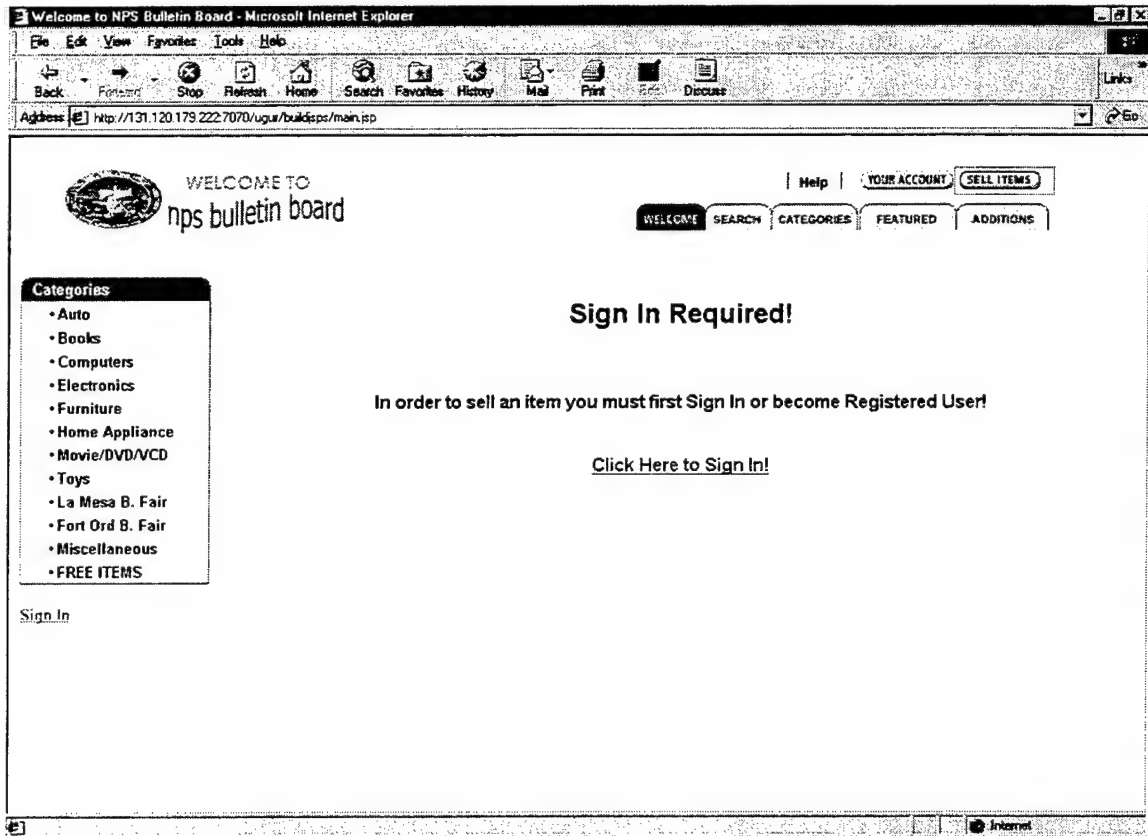 Welcome to NPS Bulletin Board - Microsoft Internet Explorer
File Edit View Favorites Tools Help
Back Forward Stop Refresh Home Search Favorites History Mail Print Edit Discuss Links
Address http://131.120.179.222:7070/ugur/buildjsps/main.jsp Go
WELCOME TO
nps bulletin board
| Help | YOUR ACCOUNT SELL ITEMS
WELCOME SEARCH CATEGORIES FEATURED ADDITIONS
Categories
• Auto
• Books
• Computers
• Electronics
• Furniture
• Home Appliance
• Movie/DVD/VCD
• Toys
• La Mesa B. Fair
• Fort Ord B. Fair
• Miscellaneous
• FREE ITEMS
Sign In
Sign In Required!
In order to sell an item you must first Sign In or become Registered User!
Click Here to Sign In!
Internet